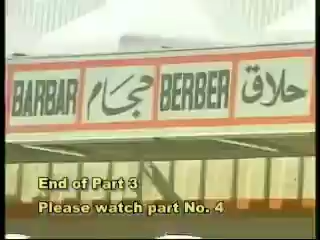 BARBAR حجام BERBER حلاق
End of Part 3
Please watch part No. 4